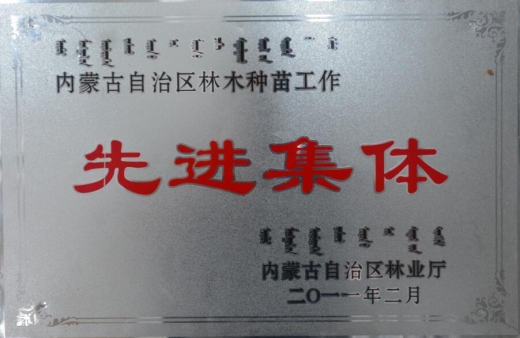 内蒙古自治区林木种苗工作
先进集体
内蒙古自治区林业厅
二〇一一年二月